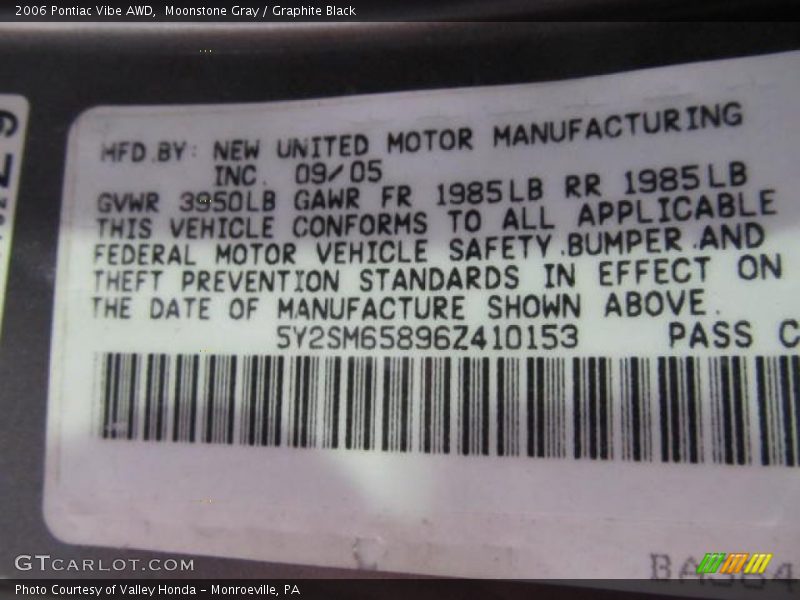 2006 Pontiac Vibe AWD,  Moonstone Gray / Graphite Black
MFD.BY: NEW UNITED MOTOR MANUFACTURING
INC. 09/05
GVWR 3950LB GAWR FR 1985LB RR 1985LB
THIS VEHICLE CONFORMS TO ALL APPLICABLE
FEDERAL MOTOR VEHICLE SAFETY.BUMPER.AND
THEFT PREVENTION STANDARDS IN EFFECT ON
THE DATE OF MANUFACTURE SHOWN ABOVE.
5Y2SM65896Z410153 PASS C
GTCARLOT.COM
Photo Courtesy of Valley Honda - Monroeville, PA